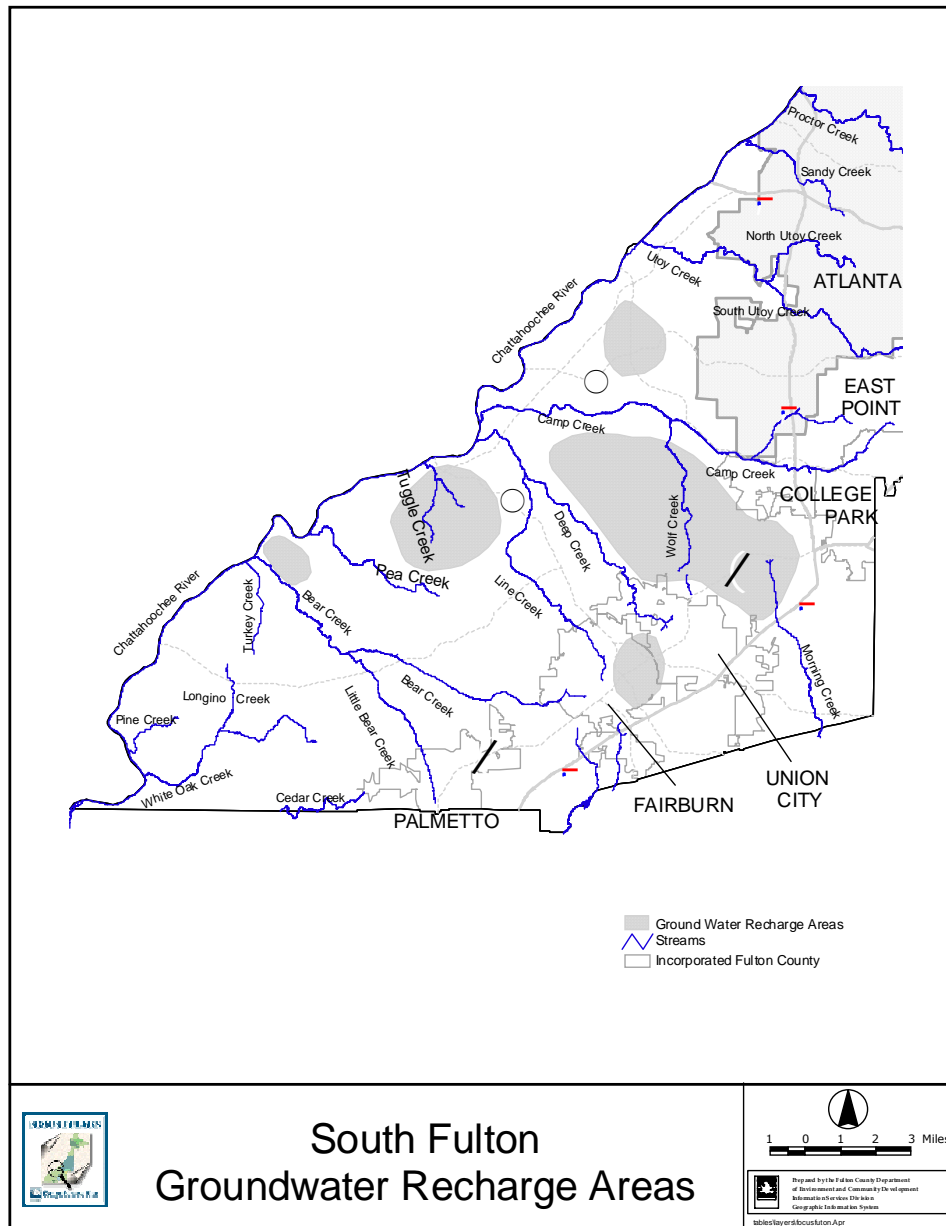 Proctor Creek
Sandy Creek
North Utoy Creek
Utoy Creek
ATLANTA
Chattahoochee River
South Utoy Creek
EAST
POINT
Camp Creek
Camp Creek
COLLEGE
PARK
Tuggle Creek
Deep Creek
Wolf Creek
Pea Creek
Line Creek
Chattahoochee River
Turkey Creek
Bear Creek
Morning Creek
Longino Creek
Bear Creek
Little Bear Creek
Pine Creek
White Oak Creek
Cedar Creek
UNION
CITY
FAIRBURN
PALMETTO
Ground Water Recharge Areas
Streams
Incorporated Fulton County
South Fulton
Groundwater Recharge Areas
1 0 1 2 3 Miles
Prepared by the Fulton County Department
of Environment and Community Development
Information Services Division
Geographic Information System
tables\layers\focusfulton.Apr